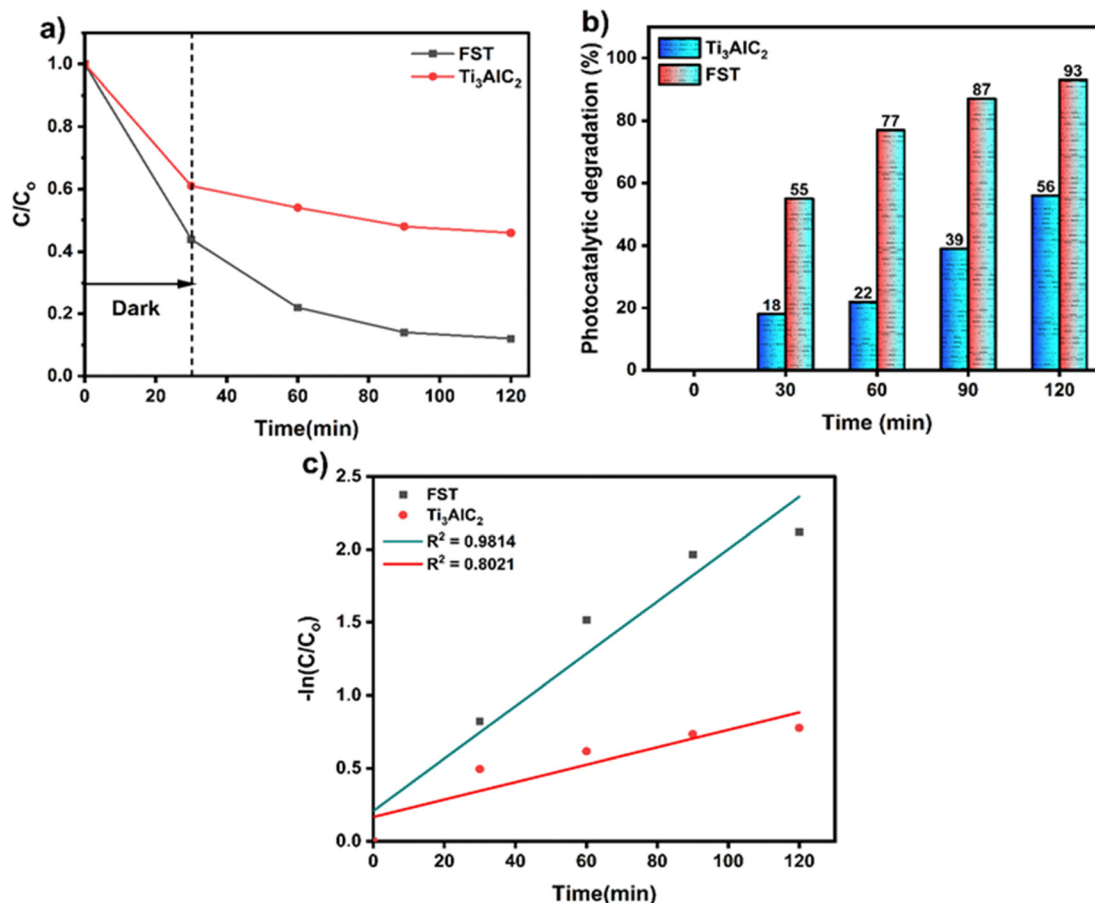 a)
FST
Ti₃AlC₂
1.0
0.8
0.6
0.4
0.2
0.0
C/Cₒ
Dark
0 20 40 60 80 100 120
Time(min)
b)
Ti₃AlC₂
FST
100
80
60
40
20
0
Photocatalytic degradation (%)
18 55 22 77 39 87 56 93
0 30 60 90 120
Time (min)
c)
FST
Ti₃AlC₂
R² = 0.9814
R² = 0.8021
2.5
2.0
1.5
1.0
0.5
0.0
-ln(C/Cₒ)
0 20 40 60 80 100 120
Time(min)